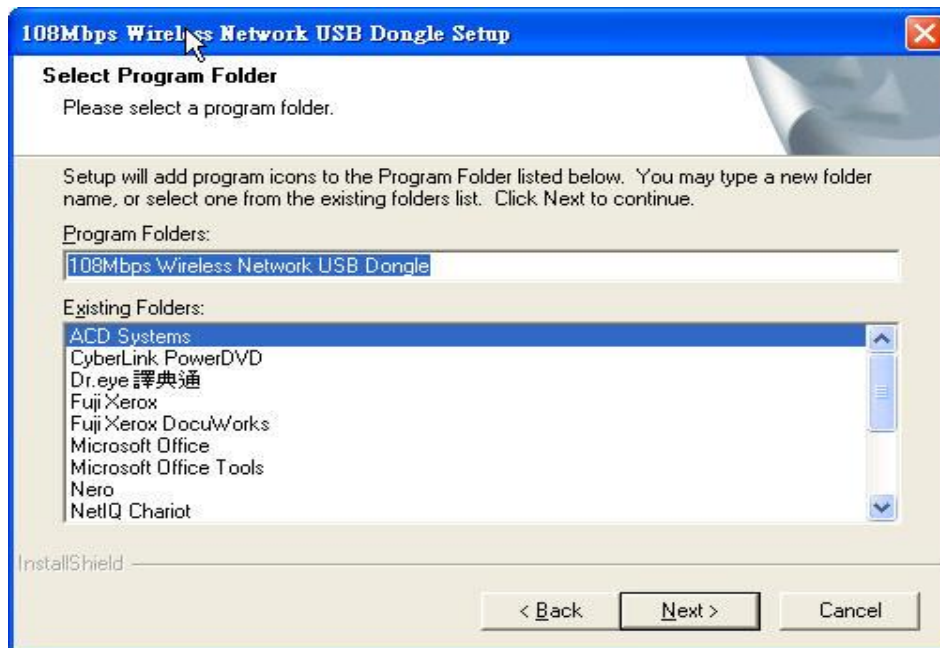 108Mbps Wireless Network USB Dongle Setup
Select Program Folder
Please select a program folder.
Setup will add program icons to the Program Folder listed below. You may type a new folder
name, or select one from the existing folders list. Click Next to continue.
Program Folders:
108Mbps Wireless Network USB Dongle
Existing Folders:
ACD Systems
CyberLink PowerDVD
Dr.eye 譯典通
Fuji Xerox
Fuji Xerox DocuWorks
Microsoft Office
Microsoft Office Tools
Nero
NetIQ Chariot
InstallShield
< Back
Next >
Cancel